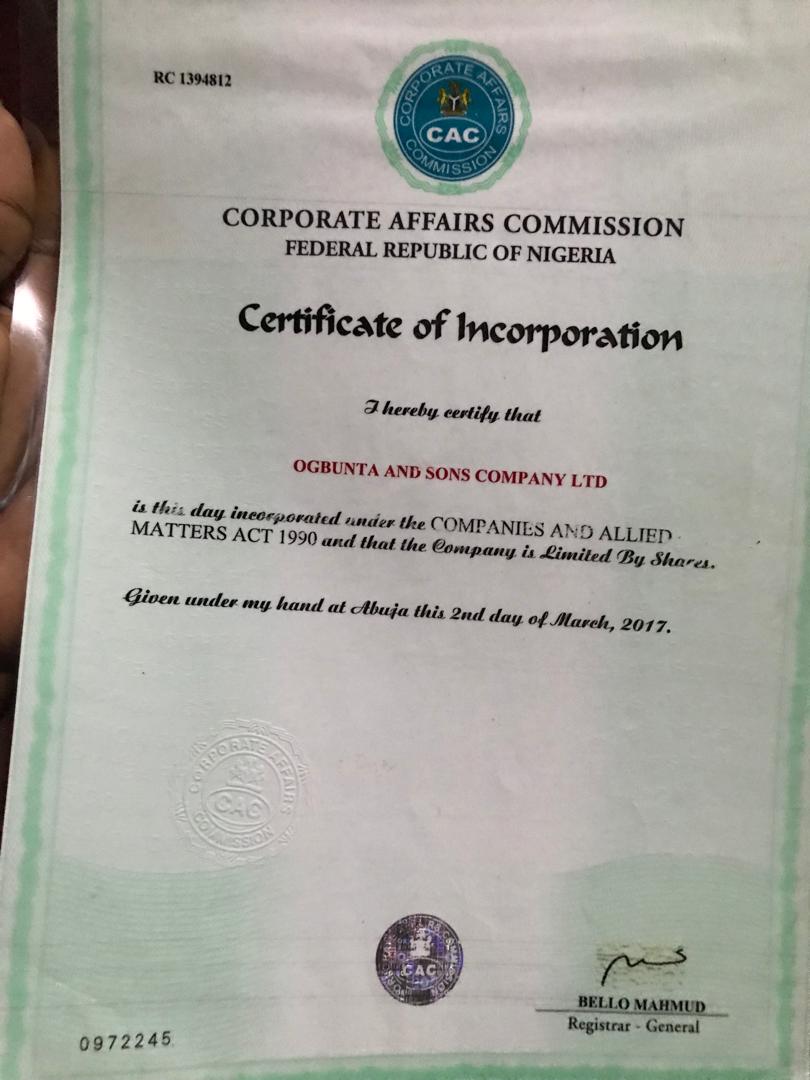 RC 1394812
CORPORATE AFFAIRS
CAC
COMMISSION
CORPORATE AFFAIRS COMMISSION
FEDERAL REPUBLIC OF NIGERIA
Certificate of Incorporation
I hereby certify that
OGBUNTA AND SONS COMPANY LTD
is this day incorporated under the COMPANIES AND ALLIED
MATTERS ACT 1990 and that the Company is Limited By Shares.
Given under my hand at Abuja this 2nd day of March, 2017.
CORPORATE AFFAIRS
CAC
COMMISSION
CAC
BELLO MAHMUD
Registrar - General
0972245